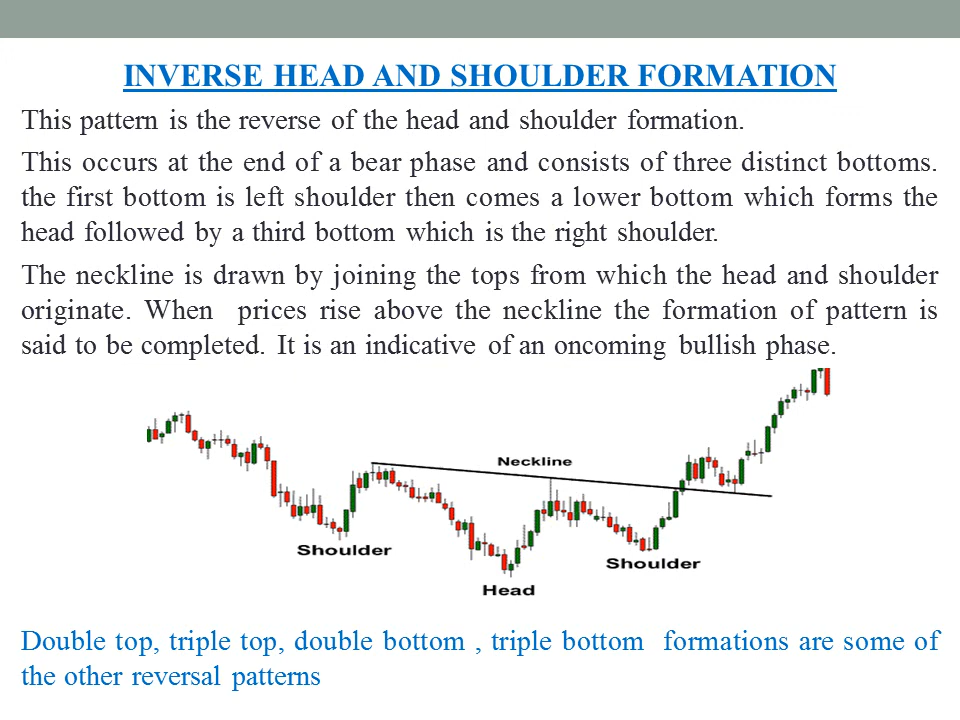 INVERSE HEAD AND SHOULDER FORMATION
This pattern is the reverse of the head and shoulder formation.
This occurs at the end of a bear phase and consists of three distinct bottoms.
the first bottom is left shoulder then comes a lower bottom which forms the
head followed by a third bottom which is the right shoulder.
The neckline is drawn by joining the tops from which the head and shoulder
originate. When prices rise above the neckline the formation of pattern is
said to be completed. It is an indicative of an oncoming bullish phase.
Neckline
Shoulder
Shoulder
Head
Double top, triple top, double bottom , triple bottom formations are some of
the other reversal patterns